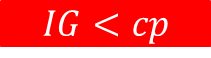 IG < cp